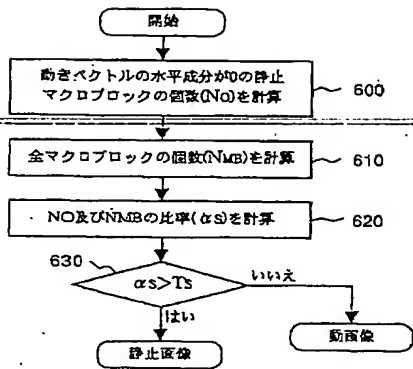 開始
動きベクトルの水平成分が0の静止
マクロブロックの個数(No)を計算
600
全マクロブロックの個数(NMB)を計算
610
NO及びNMBの比率(αs)を計算
620
630
αs>Ts
いいえ
はい
動画像
静止画像